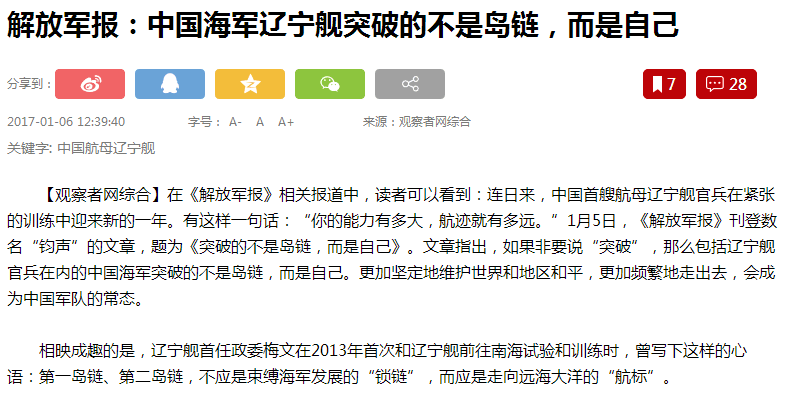 解放军报：中国海军辽宁舰突破的不是岛链，而是自己
分享到：
7
28
2017-01-06 12:39:40 字号： A- A A+ 来源：观察者网综合
关键字: 中国航母辽宁舰
【观察者网综合】在《解放军报》相关报道中，读者可以看到：连日来，中国首艘航母辽宁舰官兵在紧张
的训练中迎来新的一年。有这样一句话：“你的能力有多大，航迹就有多远。”1月5日，《解放军报》刊登数
名“钧声”的文章，题为《突破的不是岛链，而是自己》。文章指出，如果非要说“突破”，那么包括辽宁舰
官兵在内的中国海军突破的不是岛链，而是自己。更加坚定地维护世界和地区和平，更加频繁地走出去，会成
为中国军队的常态。
相映成趣的是，辽宁舰首任政委梅文在2013年首次和辽宁舰前往南海试验和训练时，曾写下这样的心
语：第一岛链、第二岛链，不应是束缚海军发展的“锁链”，而应是走向远海大洋的“航标”。